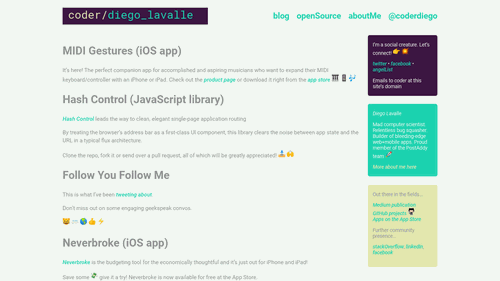 coder/diego_lavalle
blog openSource aboutMe @coderdiego
MIDI Gestures (iOS app)
It's here! The perfect companion app for accomplished and aspiring musicians who want to expand their MIDI
keyboard/controller with an iPhone or iPad. Check out the product page or download it right from the app store
Hash Control (JavaScript library)
Hash Control leads the way to clean, elegant single-page application routing.
By treating the browser's address bar as a first-class UI component, this library clears the noise between app state and the
URL in a typical flux architecture.
Clone the repo, fork it or send over a pull request, all of which will be greatly appreciated!
Follow You Follow Me
This is what I've been tweeting about.
Don't miss out on some engaging geekspeak convos.
Neverbroke (iOS app)
Neverbroke is the budgeting tool for the economically thoughtful and it's just out for iPhone and iPad!
Save some give it a try! Neverbroke is now available for free at the App Store.
I'm a social creature. Let's
connect!
twitter • facebook •
angelList
Emails to coder at this
site's domain
Diego Lavalle
Mad computer scientist.
Relentless bug squasher.
Builder of bleeding edge
web+mobile apps. Proud
member of the
team
More about me here
Out there in the fields...
Medium publication
GitHub projects
Apps on the App Store
Further community
presence...
stackOverflow, linkedIn,
facebook